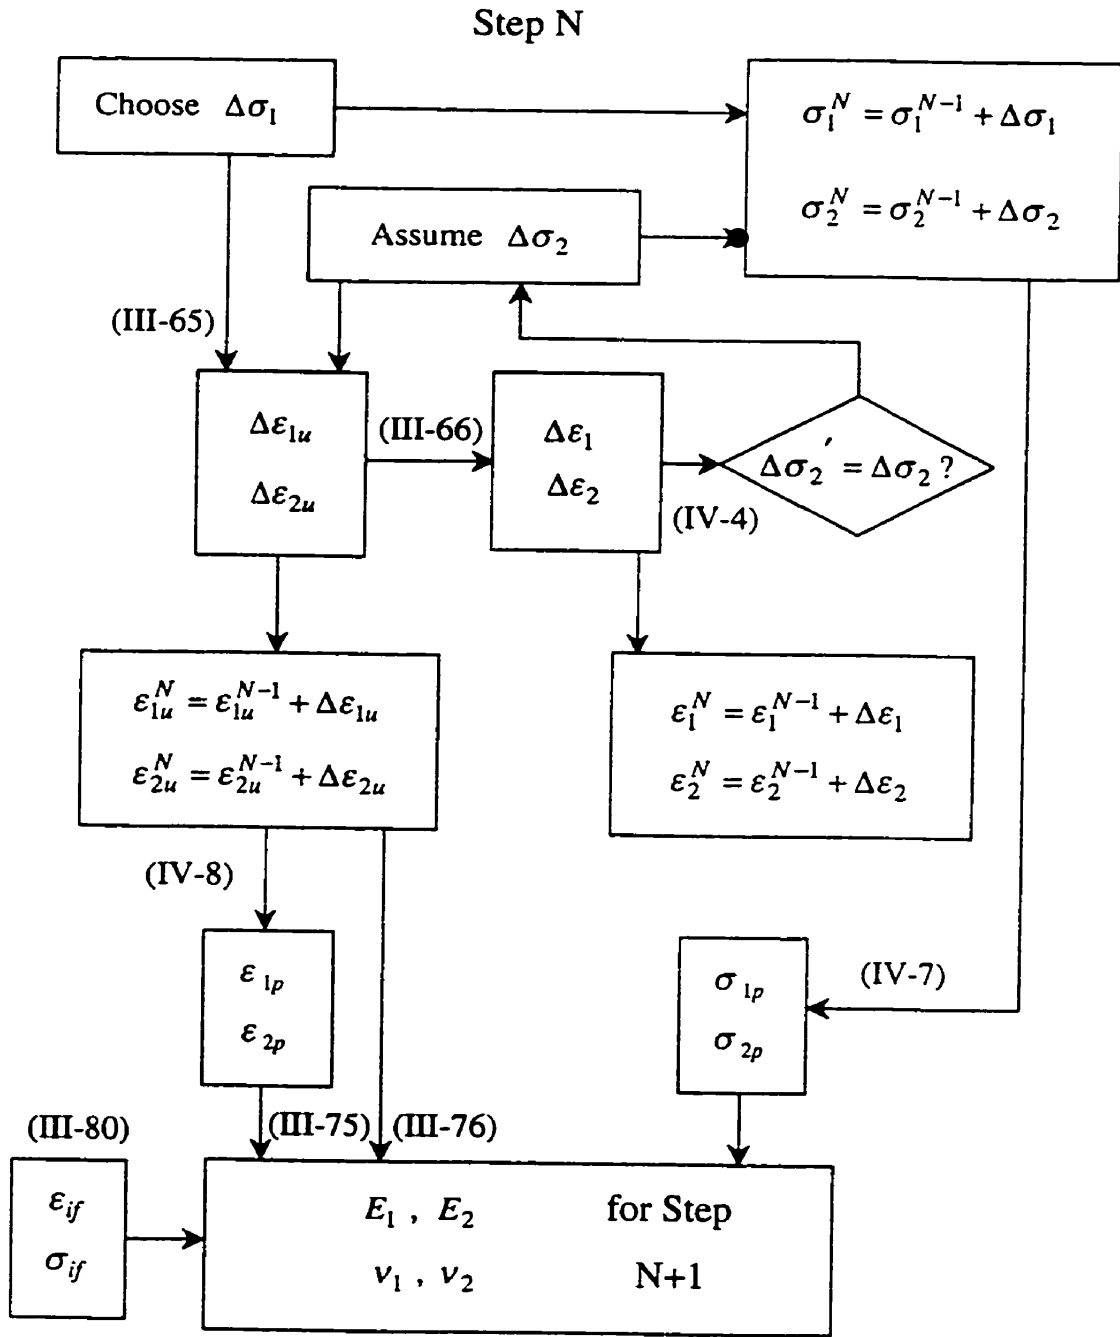 Step N
Choose Δσ₁
σ₁ᴺ = σ₁ᴺ⁻¹ + Δσ₁
σ₂ᴺ = σ₂ᴺ⁻¹ + Δσ₂
Assume Δσ₂
(III-65)
Δε₁ᵤ
Δε₂ᵤ
(III-66)
Δε₁
Δε₂
(IV-4)
Δσ₂′ = Δσ₂ ?
ε₁ᵤᴺ = ε₁ᵤᴺ⁻¹ + Δε₁ᵤ
ε₂ᵤᴺ = ε₂ᵤᴺ⁻¹ + Δε₂ᵤ
ε₁ᴺ = ε₁ᴺ⁻¹ + Δε₁
ε₂ᴺ = ε₂ᴺ⁻¹ + Δε₂
(IV-8)
ε₁ₚ
ε₂ₚ
σ₁ₚ
σ₂ₚ
(IV-7)
(III-80)
(III-75) (III-76)
ε_if
σ_if
E₁ , E₂ for Step
ν₁ , ν₂ N+1